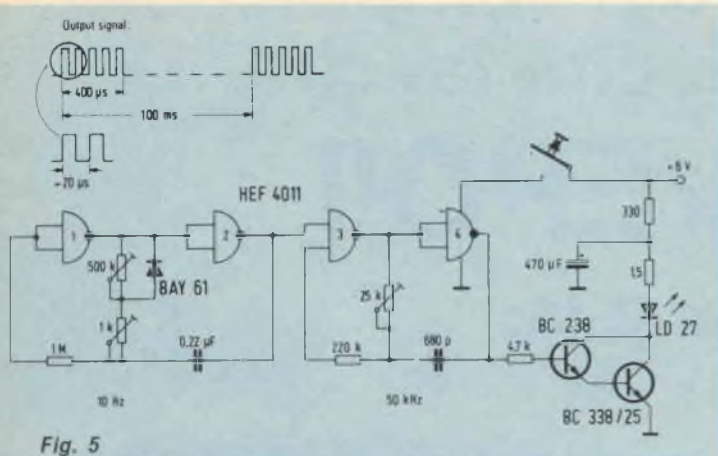 Output signal.
400 µs
100 ms
÷20 µs
HEF 4011
+6 V
330
470 µF
+
1,5
LD 27
1
2
3
4
500 k
BAY 61
25 k
1 k
1M
0,22 µF
220 k
680 p
4,7 k
BC 238
BC 338/25
10 Hz
50 kHz
Fig. 5